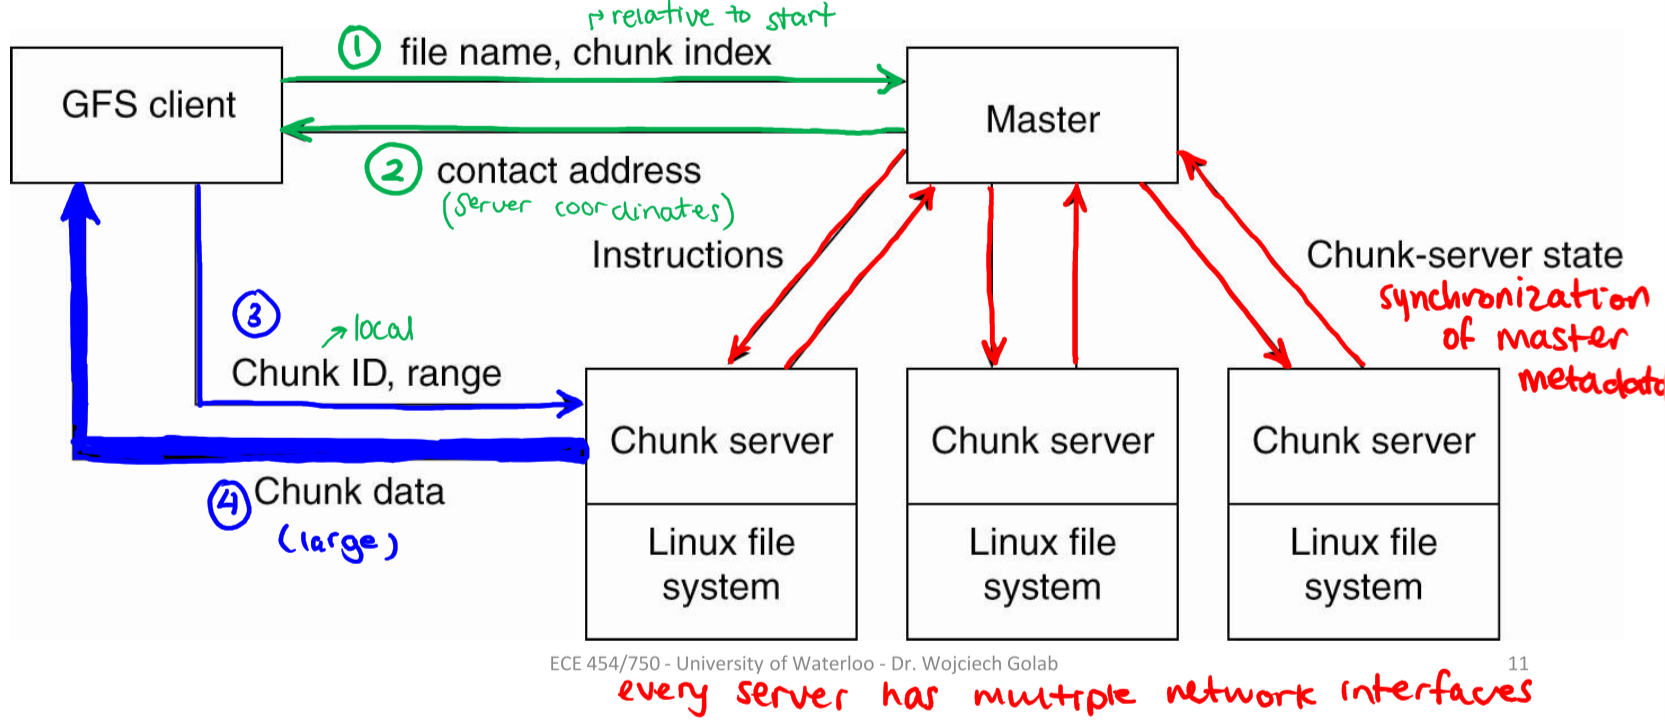 ↱ relative to start
① file name, chunk index
GFS client
Master
② contact address
(server coordinates)
Instructions
Chunk-server state
synchronization
of master
metadata
③
↗ local
Chunk ID, range
Chunk server
Chunk server
Chunk server
④ Chunk data
(large)
Linux file
system
Linux file
system
Linux file
system
ECE 454/750 - University of Waterloo - Dr. Wojciech Golab
11
every server has multiple network interfaces